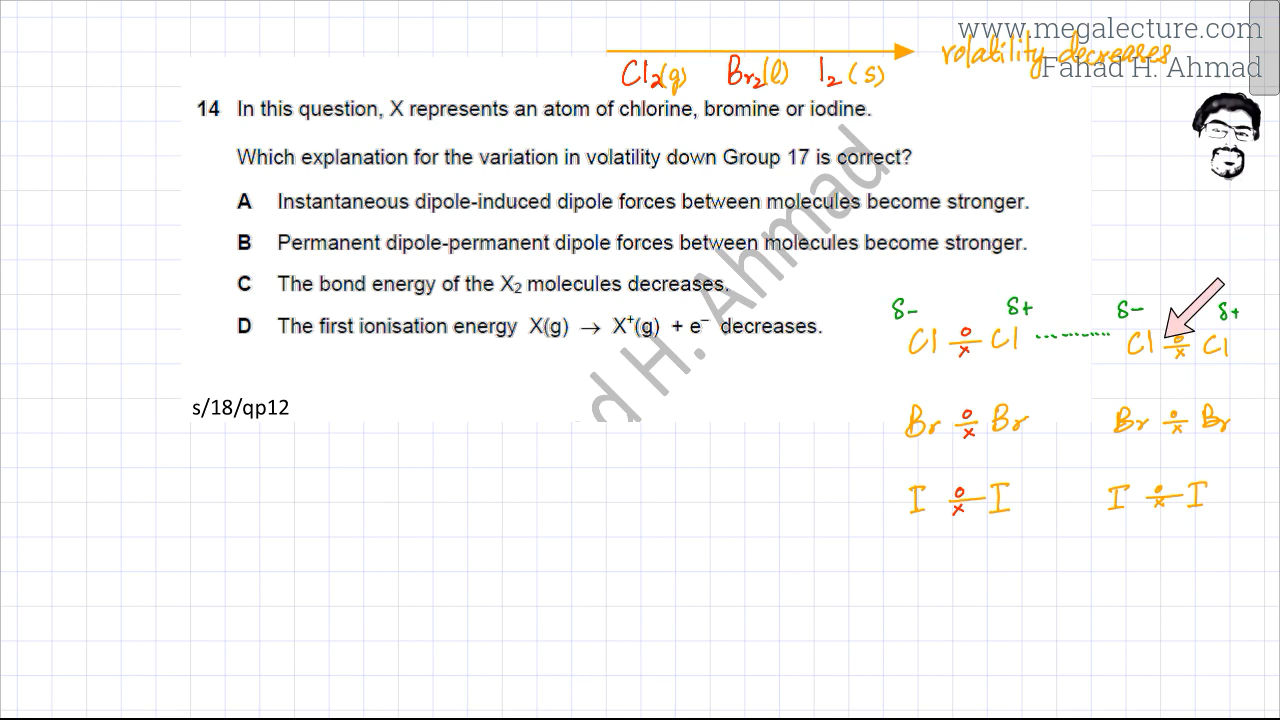 www.megalecture.com
volatility decreases
Fahad H. Ahmad
Cl2(g) Br2(l) I2(s)
14 In this question, X represents an atom of chlorine, bromine or iodine.
Which explanation for the variation in volatility down Group 17 is correct?
A Instantaneous dipole-induced dipole forces between molecules become stronger.
B Permanent dipole-permanent dipole forces between molecules become stronger.
C The bond energy of the X2 molecules decreases.
D The first ionisation energy X(g) → X+(g) + e– decreases.
δ- δ+ δ- δ+
Cl o/x Cl .......... Cl o/x Cl
s/18/qp12
Br o/x Br Br o/x Br
I o/x I I o/x I
d H. Ahmad